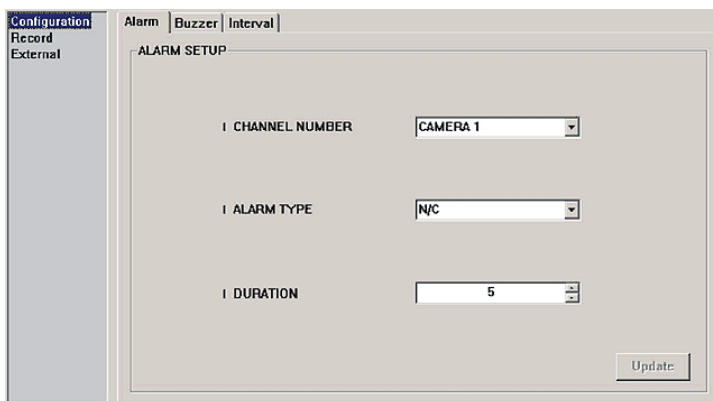 Configuration
Record
External
Alarm Buzzer Interval
ALARM SETUP
CHANNEL NUMBER CAMERA 1
ALARM TYPE N/C
DURATION 5
Update